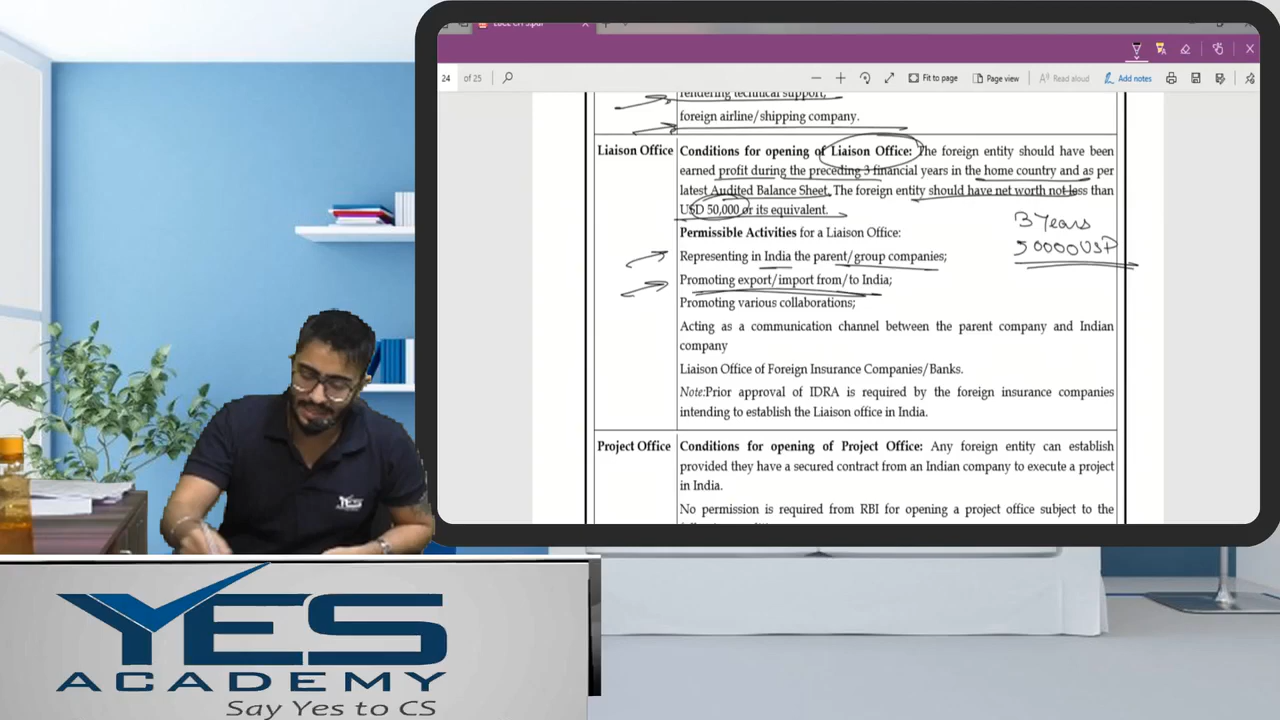 24 of 25
Fit to page
Page view
Read aloud
Add notes
rendering technical support,
foreign airline/shipping company.
Liaison Office
Conditions for opening of Liaison Office: The foreign entity should have been
earned profit during the preceding 3 financial years in the home country and as per
latest Audited Balance Sheet. The foreign entity should have net worth not less than
USD 50,000 or its equivalent.
3 Years
50000USD
Permissible Activities for a Liaison Office:
Representing in India the parent/group companies;
Promoting export/import from/to India;
Promoting various collaborations;
Acting as a communication channel between the parent company and Indian
company
Liaison Office of Foreign Insurance Companies/Banks.
Note:Prior approval of IDRA is required by the foreign insurance companies
intending to establish the Liaison office in India.
Project Office
Conditions for opening of Project Office: Any foreign entity can establish
provided they have a secured contract from an Indian company to execute a project
in India.
No permission is required from RBI for opening a project office subject to the
YES
YES
ACADEMY
Say Yes to CS